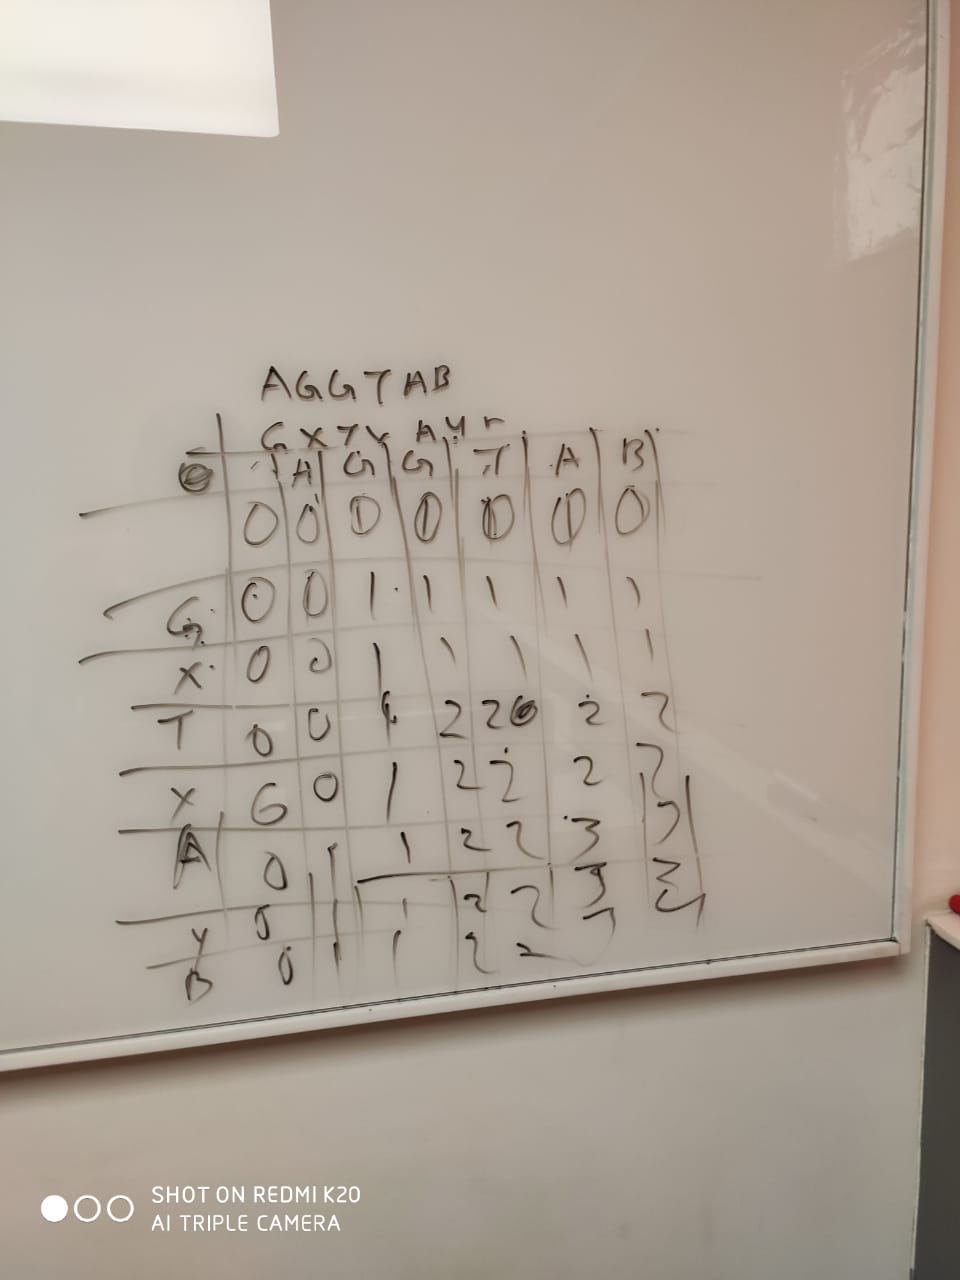 AGGTAB
G X T Y A Y
A G G T A B
0 0 0 0 0 0 0
G 0 0 1 1 1 1 1
X 0 0 1 1 1 1 1
T 0 0 1 2 2 2 2
X 0 0 1 2 2 2 2
A 0 1 1 2 2 3 3
Y 0 1 1 2 2 3 3
B 0 1 1 2 2
SHOT ON REDMI K20
AI TRIPLE CAMERA